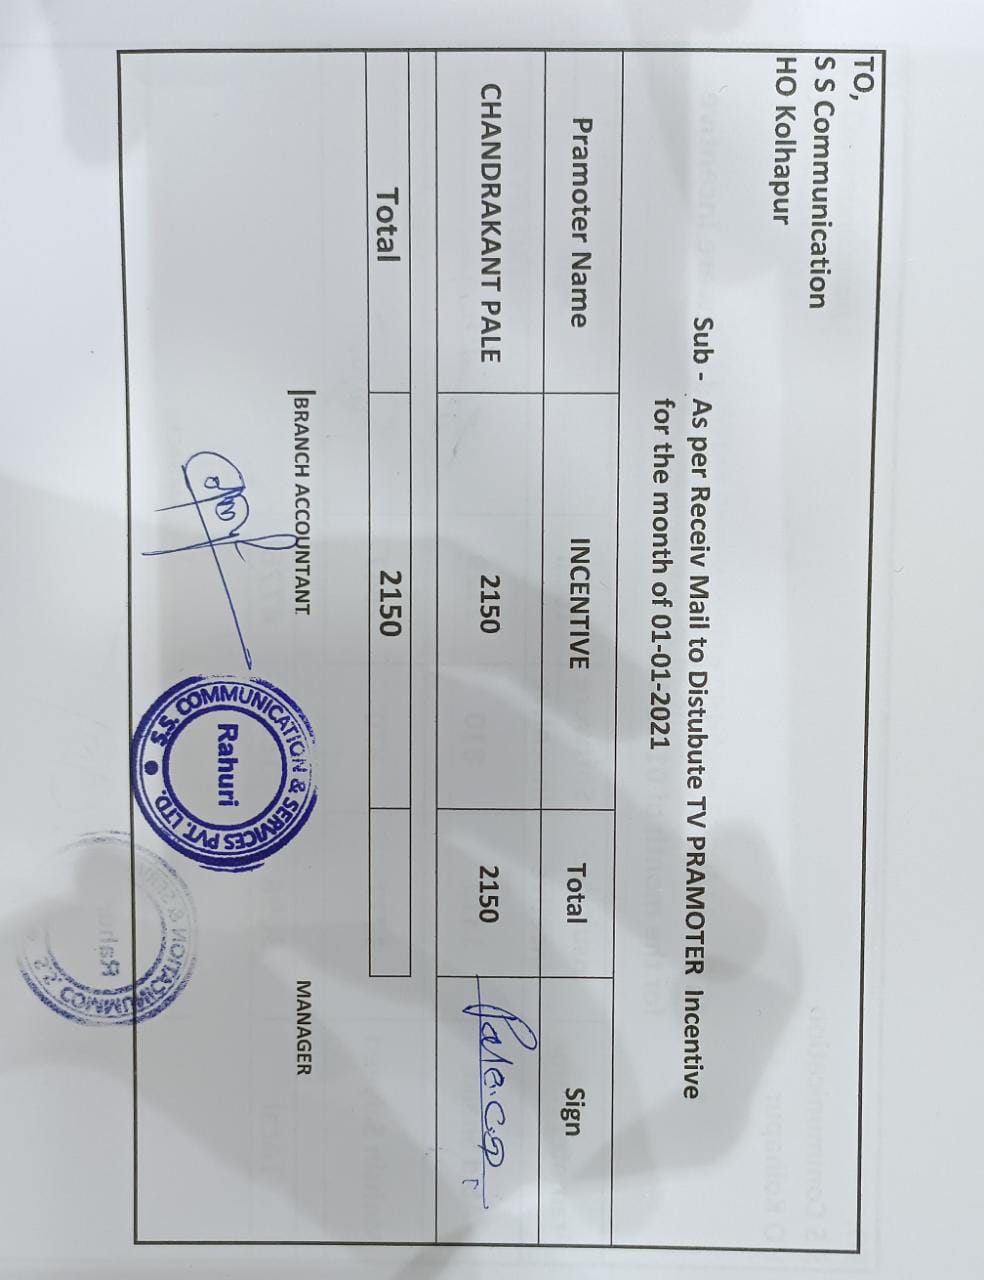 TO,
S S Communication
HO Kolhapur
Sub - As per Receiv Mail to Distubute TV PRAMOTER Incentive
for the month of 01-01-2021
Pramoter Name INCENTIVE Total Sign
CHANDRAKANT PALE 2150 2150
Total 2150
BRANCH ACCOUNTANT MANAGER
S.S. COMMUNICATION & SERVICES PVT. LTD.
Rahuri